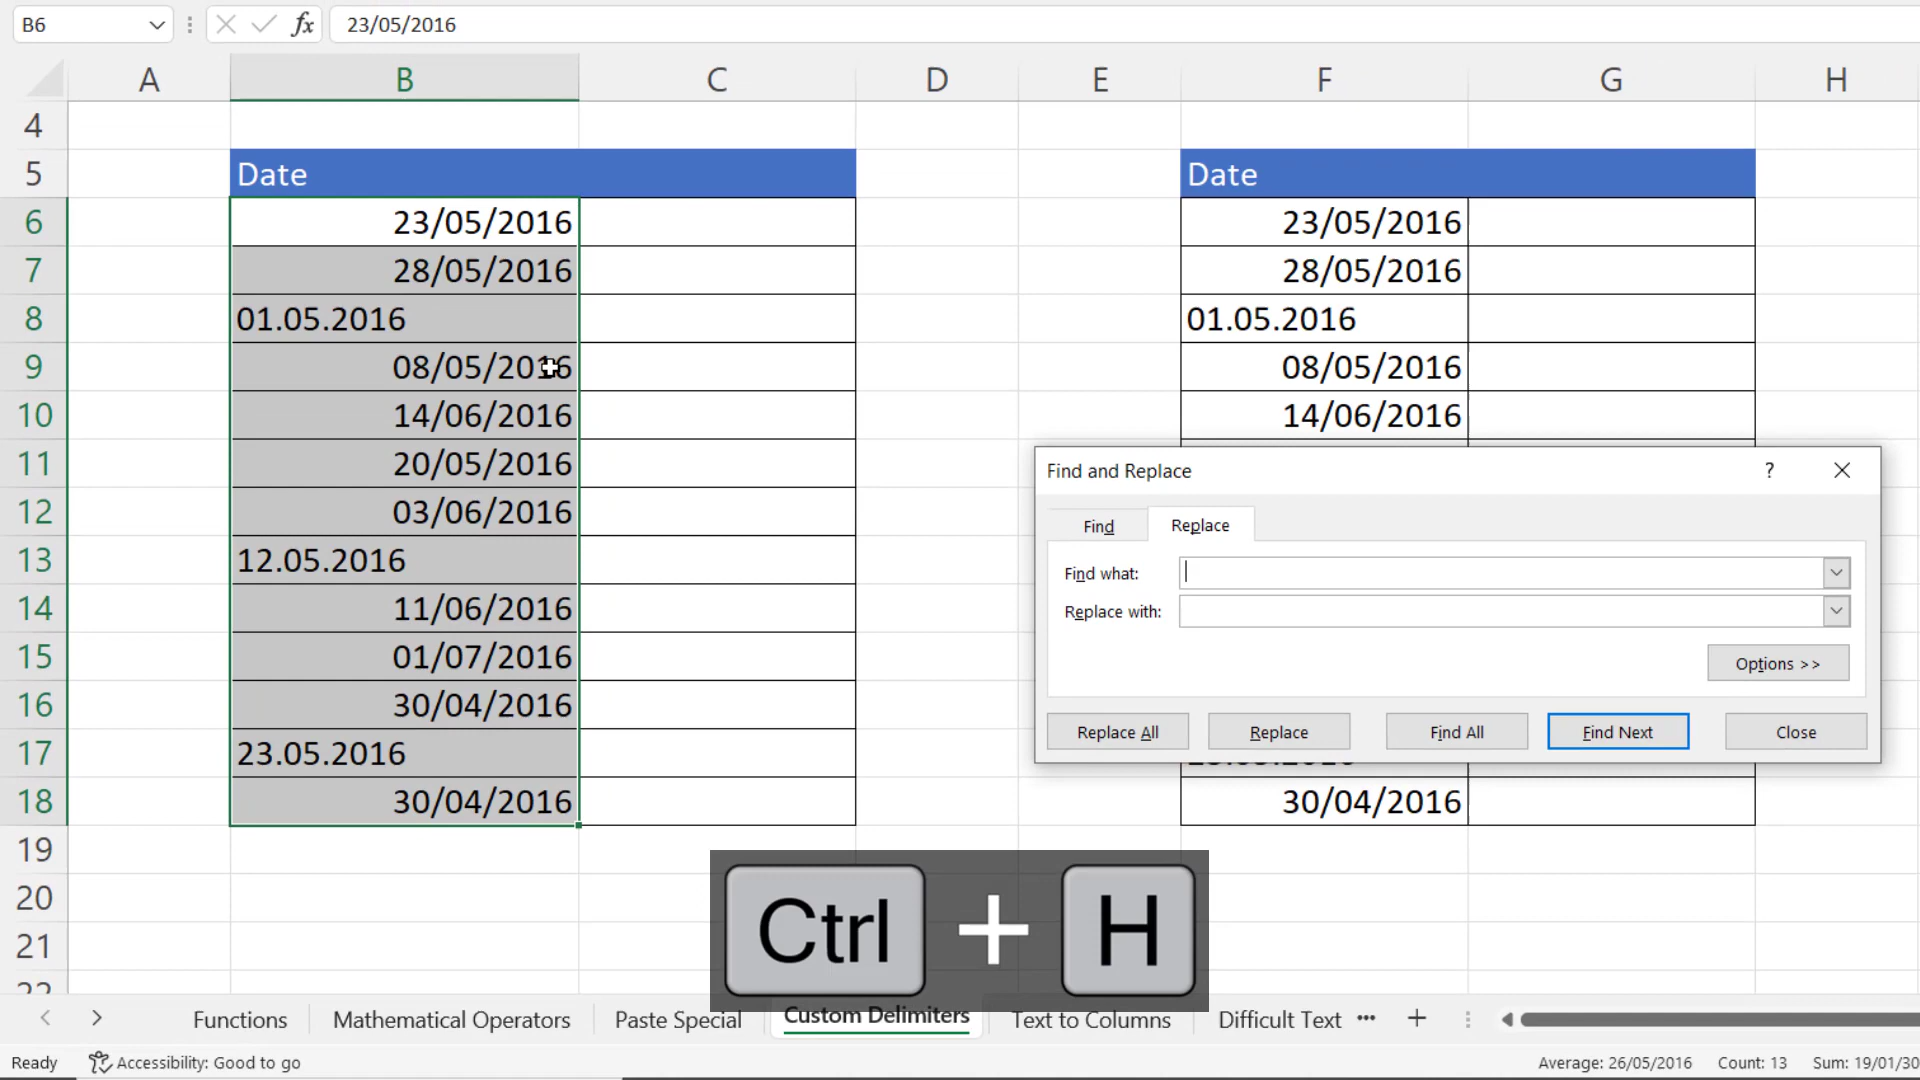 B6 fx 23/05/2016
A B C D E F G H
4
5 Date Date
6 23/05/2016 23/05/2016
7 28/05/2016 28/05/2016
8 01.05.2016 01.05.2016
9 08/05/2016 08/05/2016
10 14/06/2016 14/06/2016
11 20/05/2016
12 03/06/2016
13 12.05.2016
14 11/06/2016
15 01/07/2016
16 30/04/2016
17 23.05.2016
18 30/04/2016 30/04/2016
19
20
21
22
Find and Replace ?
Find Replace
Find what:
Replace with:
Options >>
Replace All Replace Find All Find Next Close
Ctrl + H
Functions Mathematical Operators Paste Special Custom Delimiters Text to Columns Difficult Text ••• +
Ready Accessibility: Good to go Average: 26/05/2016 Count: 13 Sum: 19/01/30